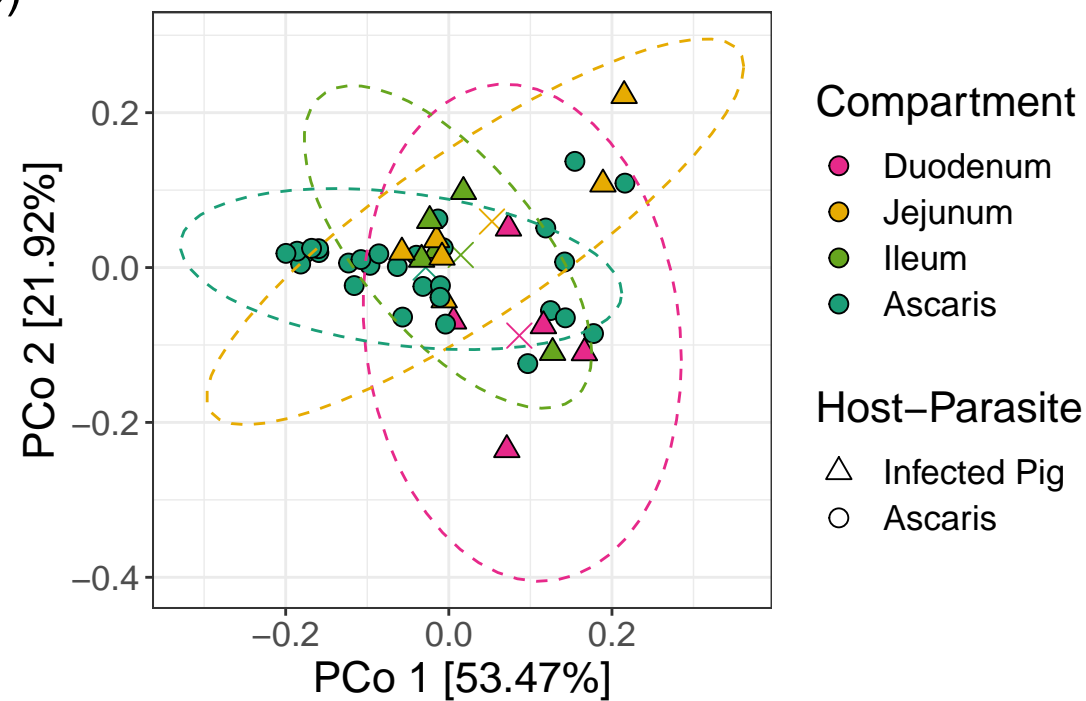 )
PCo 2 [21.92%]
0.2
0.0
−0.2
−0.4
−0.2 0.0 0.2
PCo 1 [53.47%]
Compartment
Duodenum
Jejunum
Ileum
Ascaris
Host−Parasite
Infected Pig
Ascaris